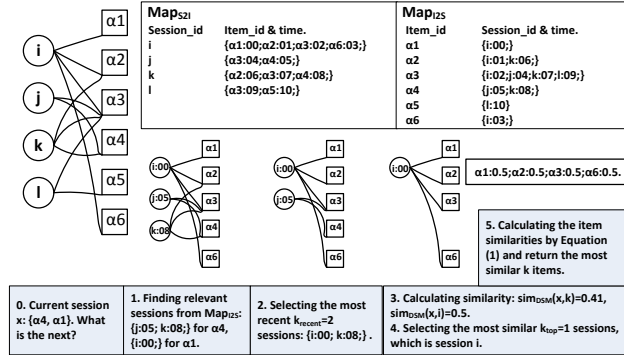 i
j
k
l
α1
α2
α3
α4
α5
α6
MapS2I
Session_id Item_id & time.
i {α1:00;α2:01;α3:02;α6:03;}
j {α3:04;α4:05;}
k {α2:06;α3:07;α4:08;}
l {α3:09;α5:10;}
MapI2S
Item_id Session_id & time.
α1 {i:00;}
α2 {i:01;k:06;}
α3 {i:02;j:04;k:07;l:09;}
α4 {j:05;k:08;}
α5 {l:10}
α6 {i:03;}
i:00
j:05
k:08
α1
α2
α3
α4
α6
i:00
j:05
α1
α2
α3
α4
α6
i:00
α1
α2
α3
α6
α1:0.5;α2:0.5;α3:0.5;α6:0.5.
5. Calculating the item
similarities by Equation
(1) and return the most
similar k items.
0. Current session
x: {α4, α1}. What
is the next?
1. Finding relevant
sessions from MapI2S:
{j:05; k:08;} for α4,
{i:00;} for α1.
2. Selecting the most
recent krecent=2
sessions: {i:00; k:08;} .
3. Calculating similarity: simDSM(x,k)=0.41,
simDSM(x,i)=0.5.
4. Selecting the most similar ktop=1 sessions,
which is session i.